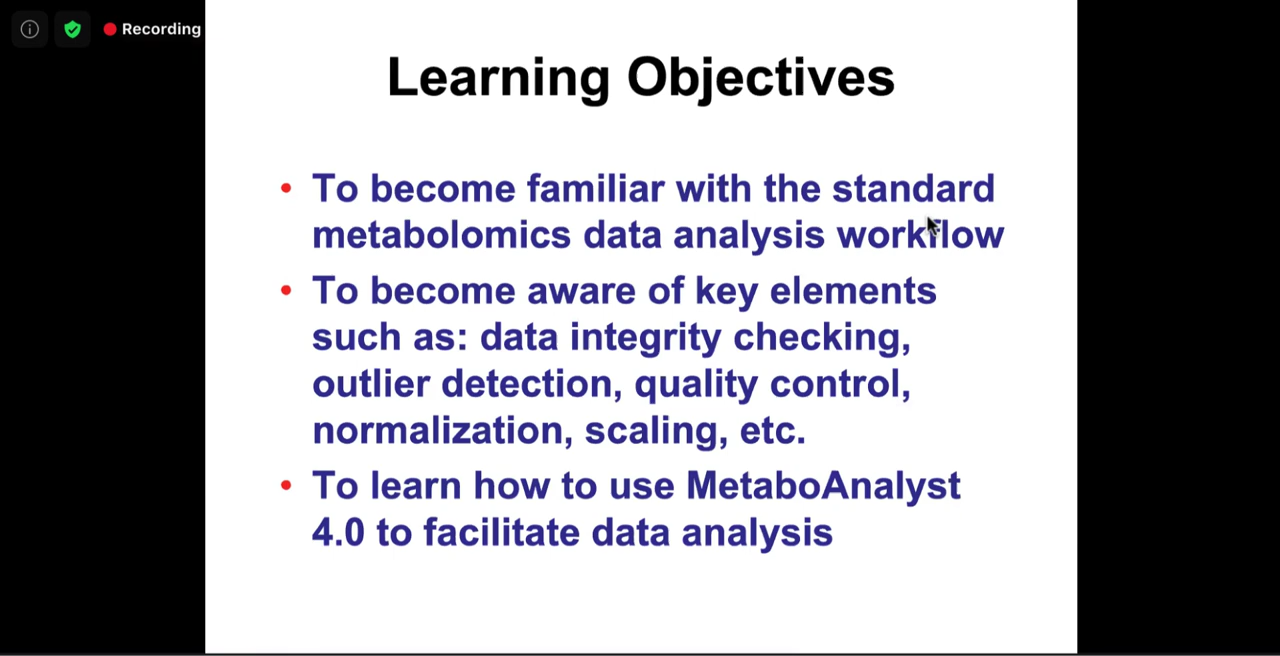 Recording
Learning Objectives
• To become familiar with the standard
metabolomics data analysis workflow
• To become aware of key elements
such as: data integrity checking,
outlier detection, quality control,
normalization, scaling, etc.
• To learn how to use MetaboAnalyst
4.0 to facilitate data analysis